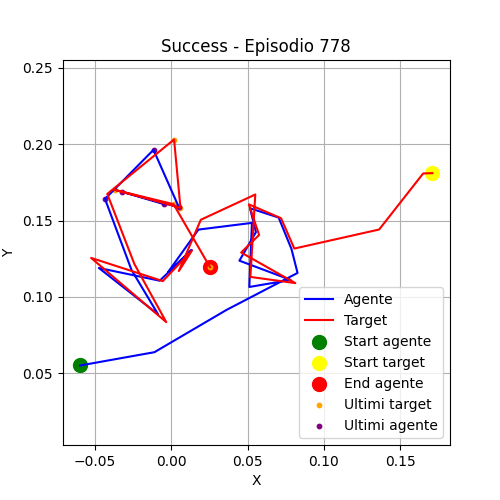 Success - Episodio 778
0.25
0.20
0.15
0.10
0.05
Y
−0.05
0.00
0.05
0.10
0.15
X
Agente
Target
Start agente
Start target
End agente
Ultimi target
Ultimi agente